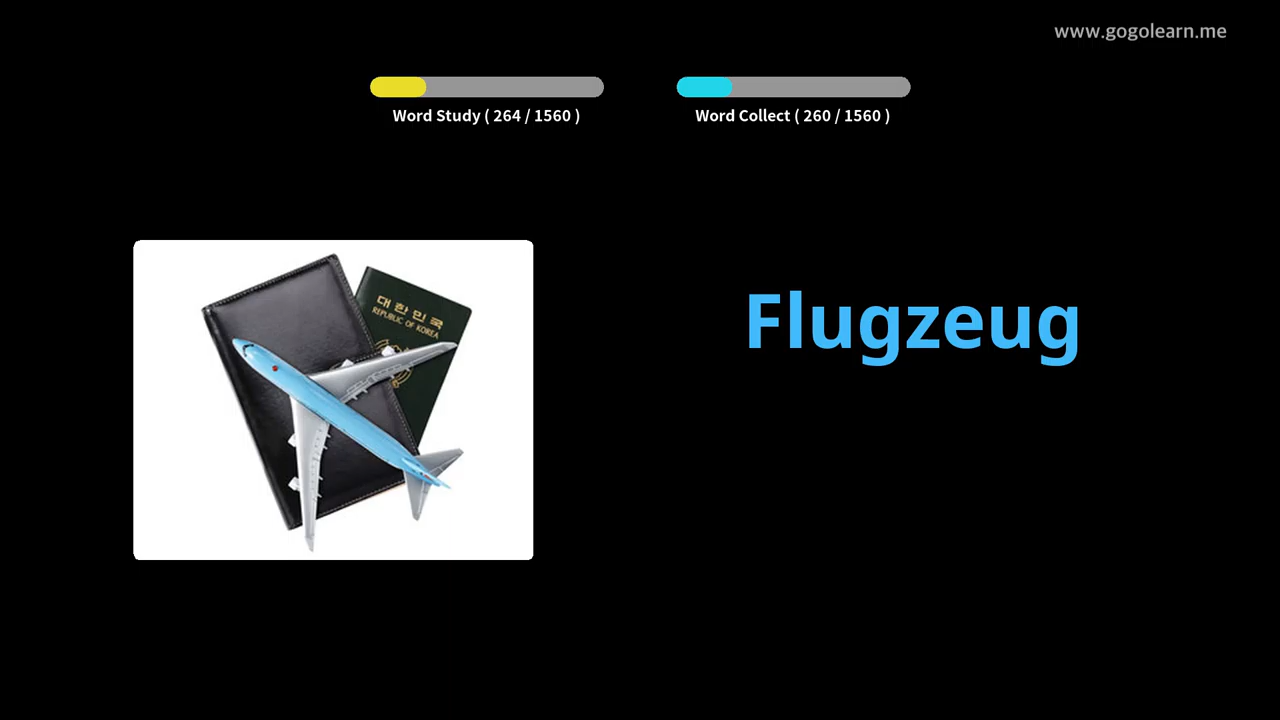 www.gogolearn.me
Word Study ( 264 / 1560 )
Word Collect ( 260 / 1560 )
대한민국
REPUBLIC OF KOREA
Flugzeug